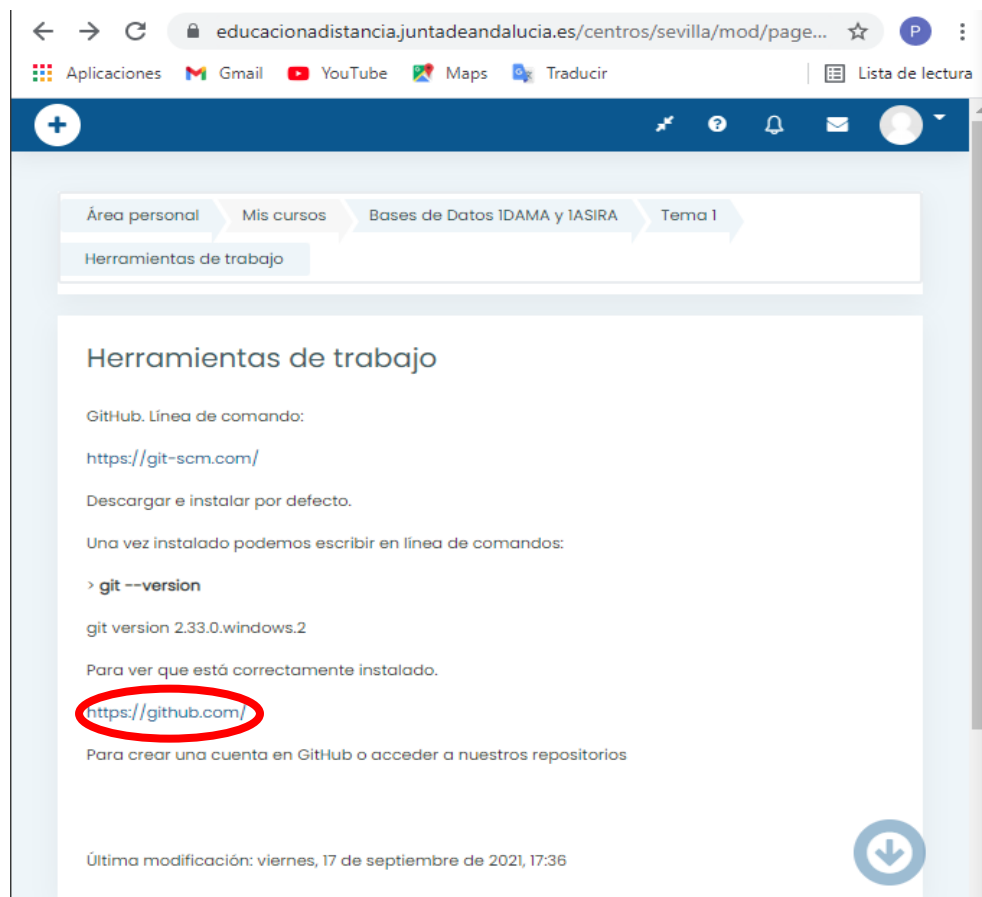 educacionadistancia.juntadeandalucia.es/centros/sevilla/mod/page...
P
Aplicaciones Gmail YouTube Maps Traducir Lista de lectura
Área personal Mis cursos Bases de Datos 1DAMA y 1ASIRA Tema 1
Herramientas de trabajo
Herramientas de trabajo
GitHub. Línea de comando:
https://git-scm.com/
Descargar e instalar por defecto.
Una vez instalado podemos escribir en línea de comandos:
> git --version
git version 2.33.0.windows.2
Para ver que está correctamente instalado.
https://github.com/
Para crear una cuenta en GitHub o acceder a nuestros repositorios
Última modificación: viernes, 17 de septiembre de 2021, 17:36